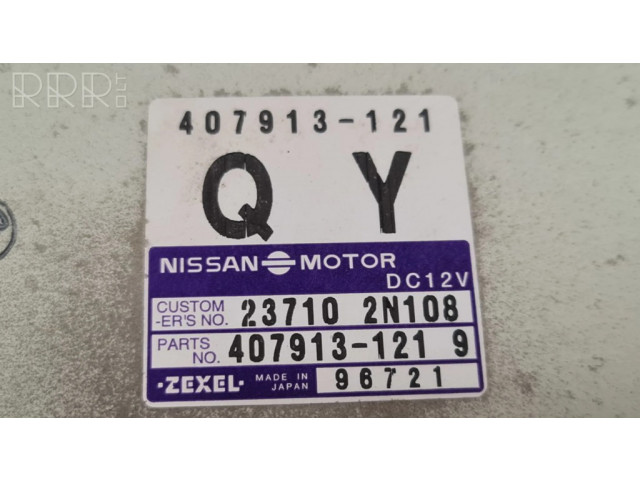 RRR.LT
407913-121
Q Y
NISSAN MOTOR
DC12V
CUSTOM
-ER'S NO. 23710 2N108
PARTS
NO. 407913-121 9
·ZEXEL· MADE IN
JAPAN 96721